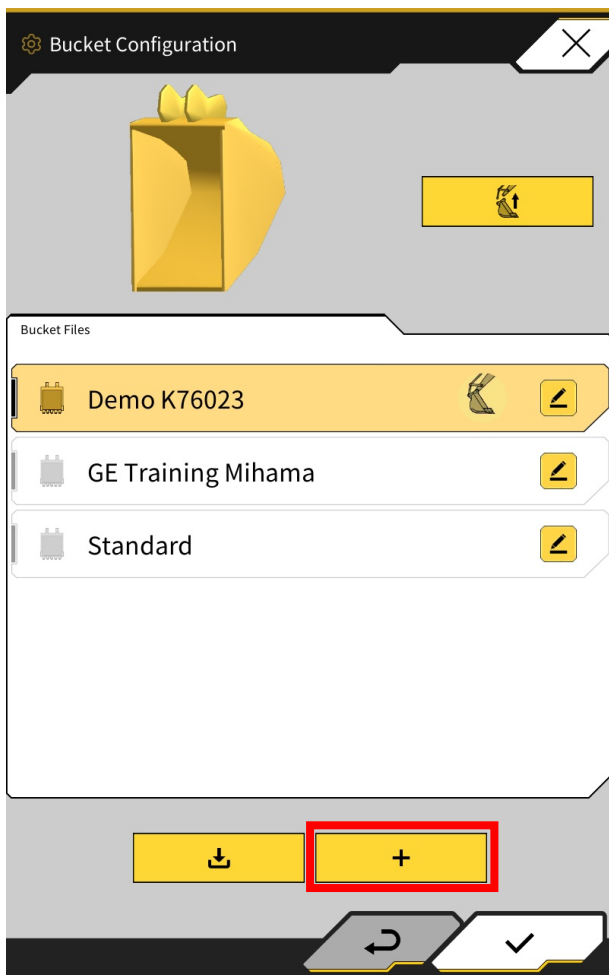 Bucket Configuration
Bucket Files
Demo K76023
GE Training Mihama
Standard